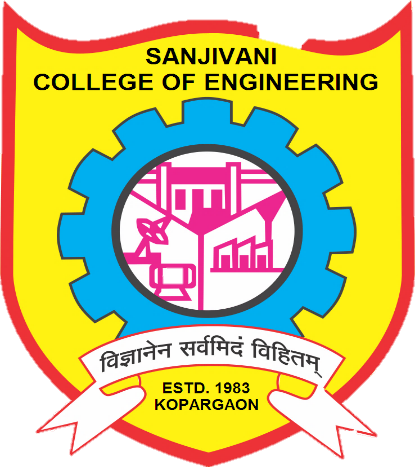 SANJIVANI
COLLEGE OF ENGINEERING
विज्ञानेन सर्वमिदं विहितम्
ESTD. 1983
KOPARGAON